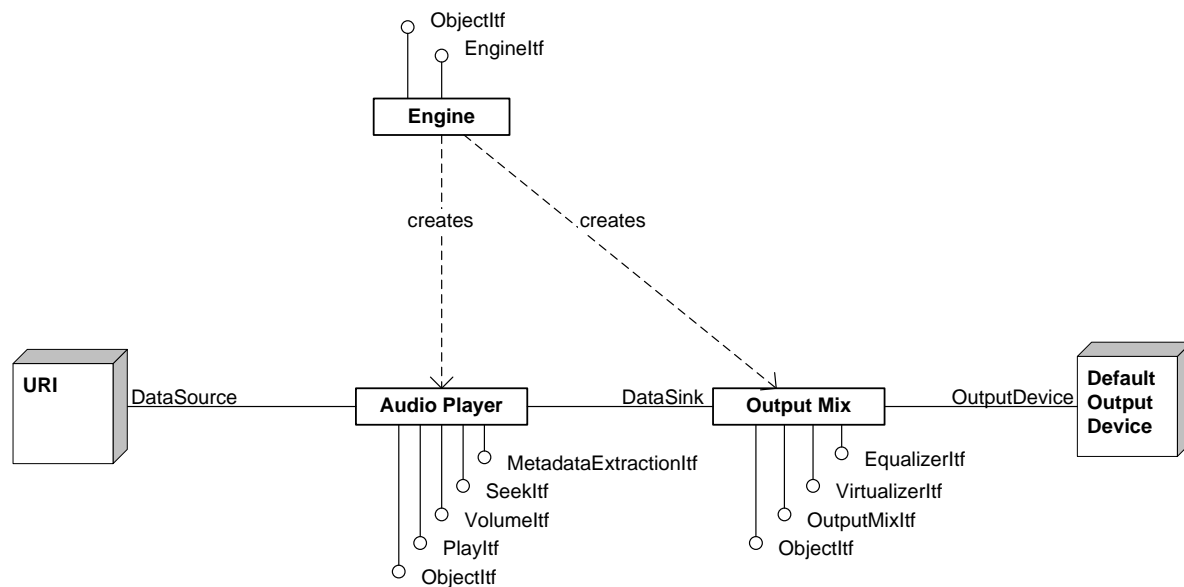 ObjectItf
EngineItf
Engine
creates
creates
URI
DataSource
Audio Player
DataSink
Output Mix
OutputDevice
Default
Output
Device
MetadataExtractionItf
SeekItf
VolumeItf
PlayItf
ObjectItf
EqualizerItf
VirtualizerItf
OutputMixItf
ObjectItf